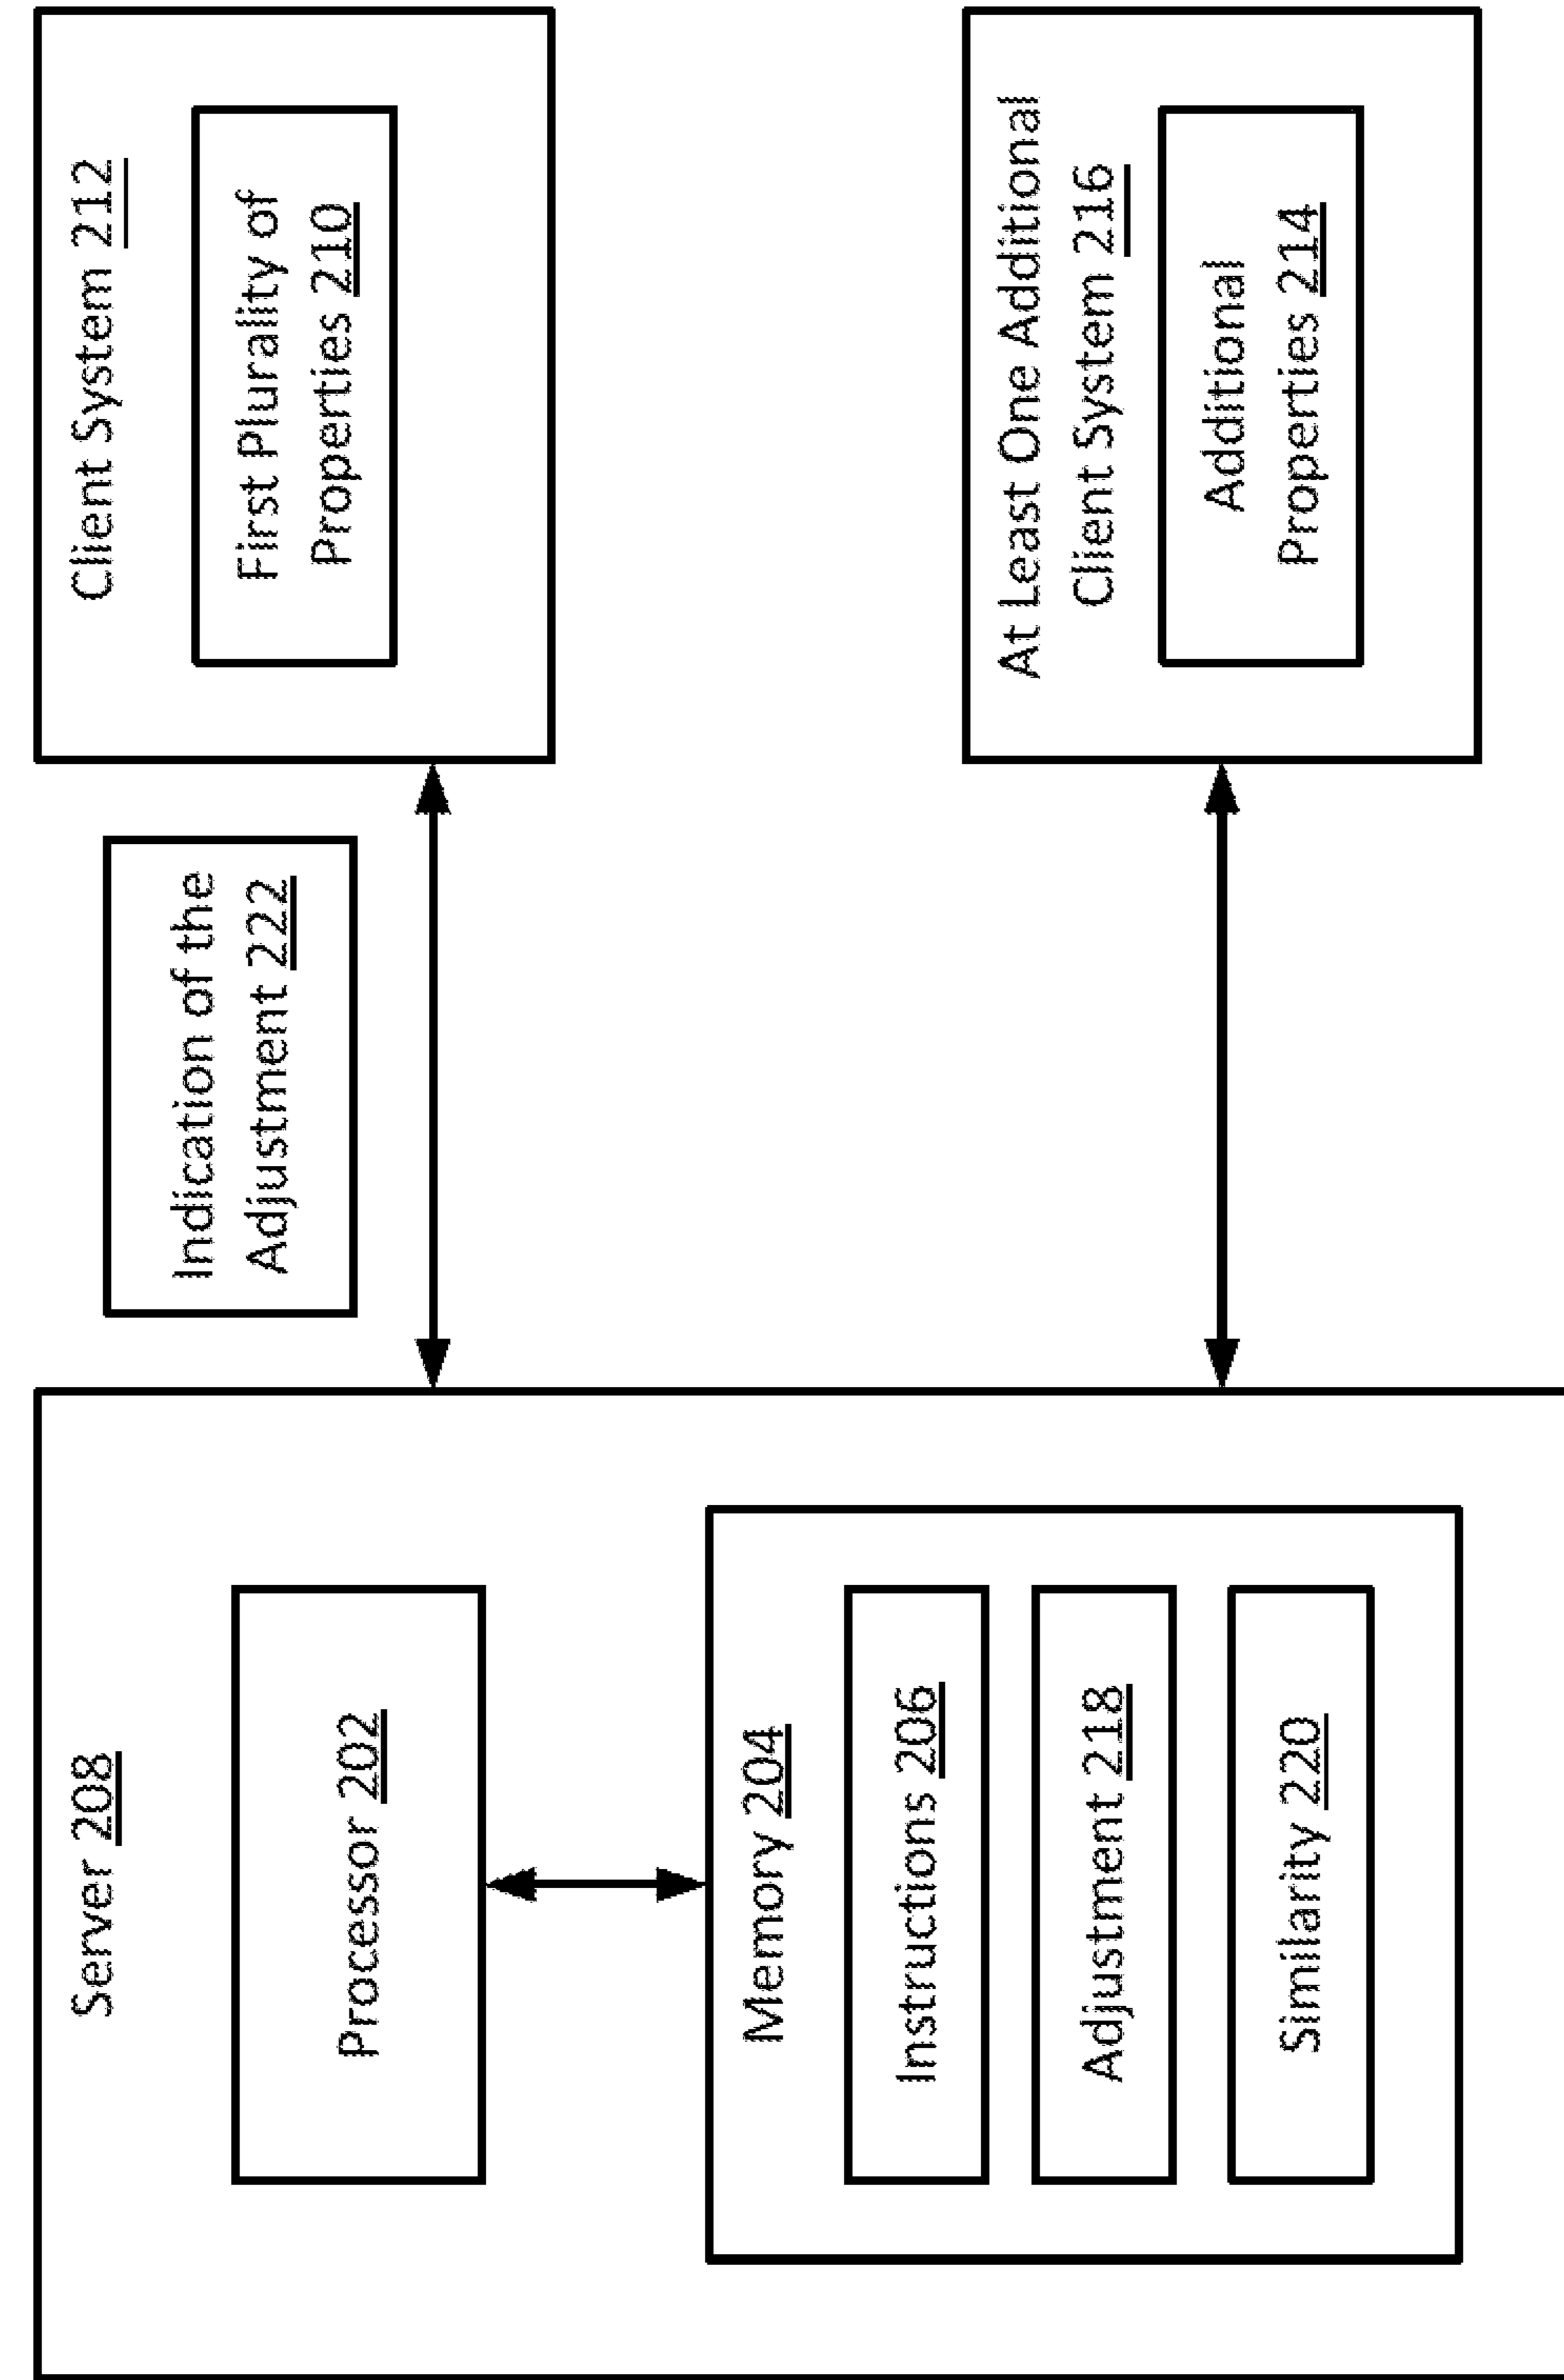 Server 208
Processor 202
Memory 204
Instructions 206
Adjustment 218
Similarity 220
Indication of the
Adjustment 222
Client System 212
First Plurality of
Properties 210
At Least One Additional
Client System 216
Additional
Properties 214